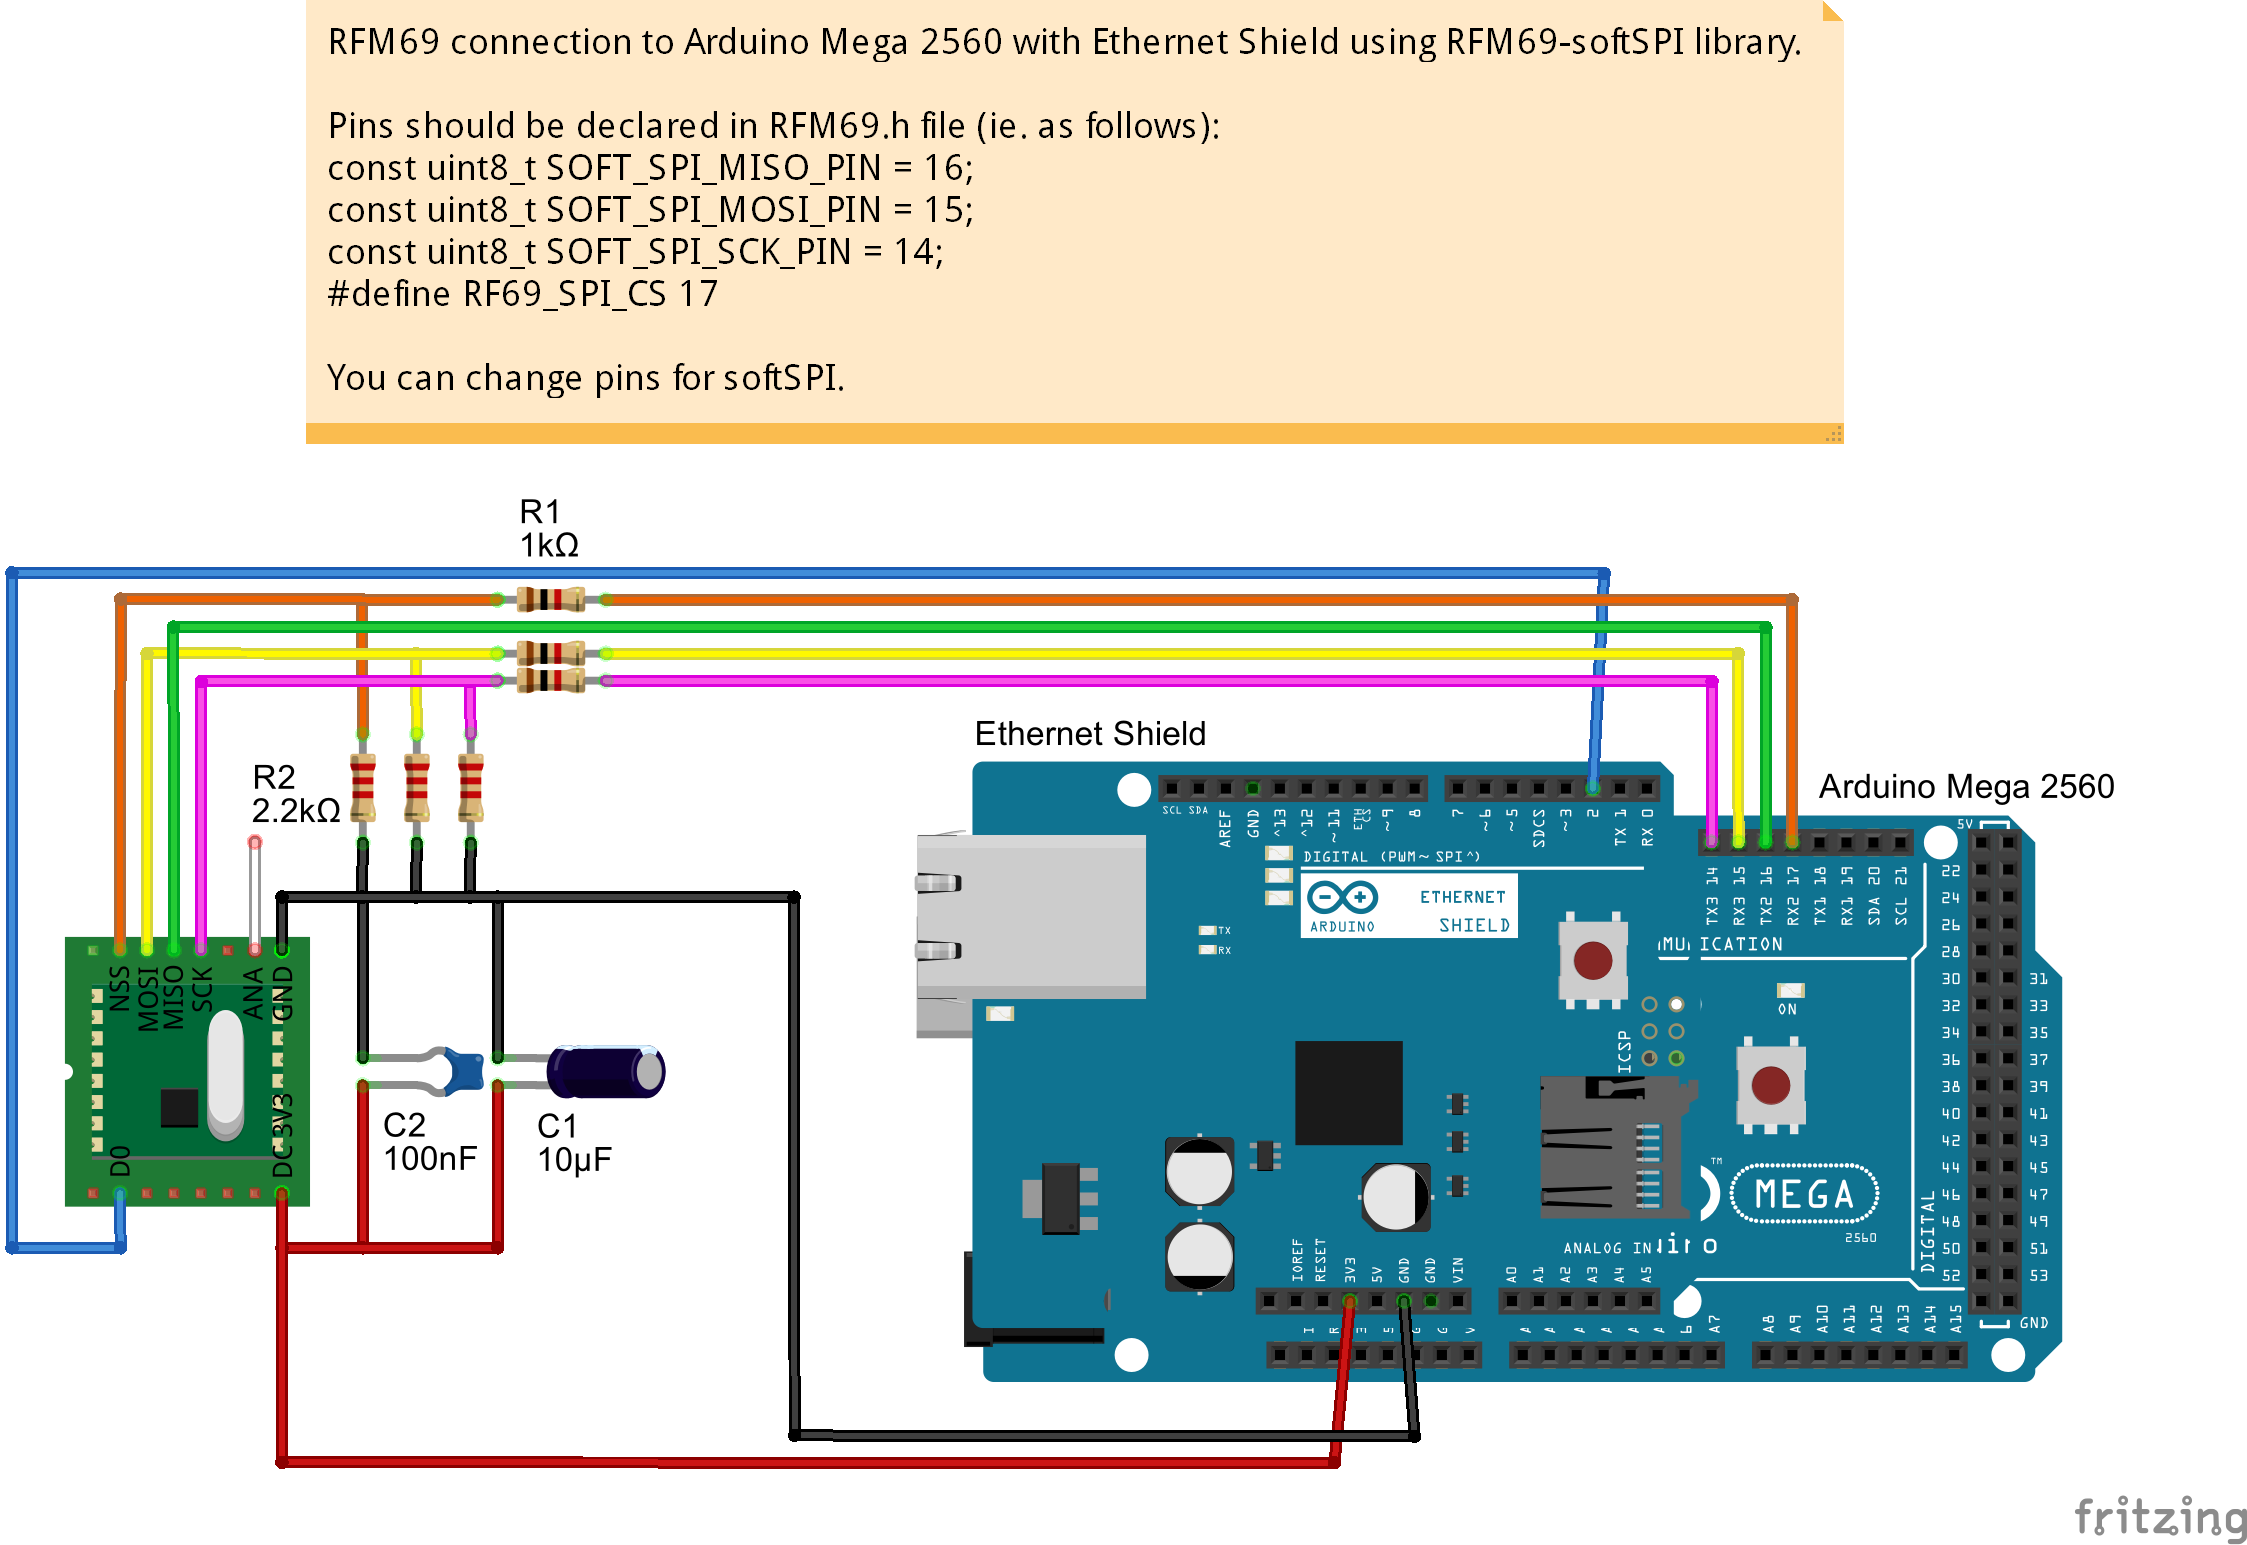 RFM69 connection to Arduino Mega 2560 with Ethernet Shield using RFM69-softSPI library.
Pins should be declared in RFM69.h file (ie. as follows):
const uint8_t SOFT_SPI_MISO_PIN = 16;
const uint8_t SOFT_SPI_MOSI_PIN = 15;
const uint8_t SOFT_SPI_SCK_PIN = 14;
#define RF69_SPI_CS 17
You can change pins for softSPI.
R1
1kΩ
R2
2.2kΩ
NSS
MOSI
MISO
SCK
ANA
GND
D0
DC 3V3
C2
100nF
C1
10µF
Ethernet Shield
Arduino Mega 2560
SCL SDA
AREF
GND
^13
^12
~11
ETH
CS
~9
8
7
~6
~5
SDCS
~3
2
TX 1
RX 0
DIGITAL (PWM~ SPI^)
ARDUINO
ETHERNET
SHIELD
TX
RX
TX3 14
RX3 15
TX2 16
RX2 17
TX1 18
RX1 19
SDA 20
SCL 21
ICATION
ON
ICSP
5V
22
24
26
28
30 31
32 33
34 35
36 37
38 39
40 41
42 43
44 45
46 47
48 49
50 51
52 53
DIGITAL
GND
TM
MEGA
2560
ANALOG IN
IOREF
RESET
3V3
5V
GND
GND
VIN
A0
A1
A2
A3
A4
A5
A7
A8
A9
A10
A11
A12
A13
A14
A15
fritzing